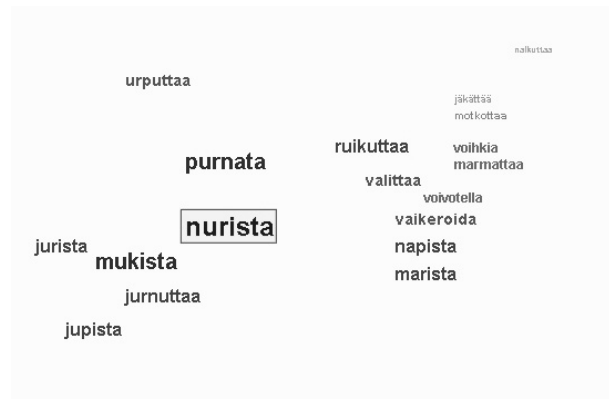 nalkuttaa
urputtaa
jäkättää
motkottaa
ruikuttaa
voihkia
purnata
marmattaa
valittaa
voivotella
vaikeroida
nurista
jurista
napista
mukista
marista
jurnuttaa
jupista